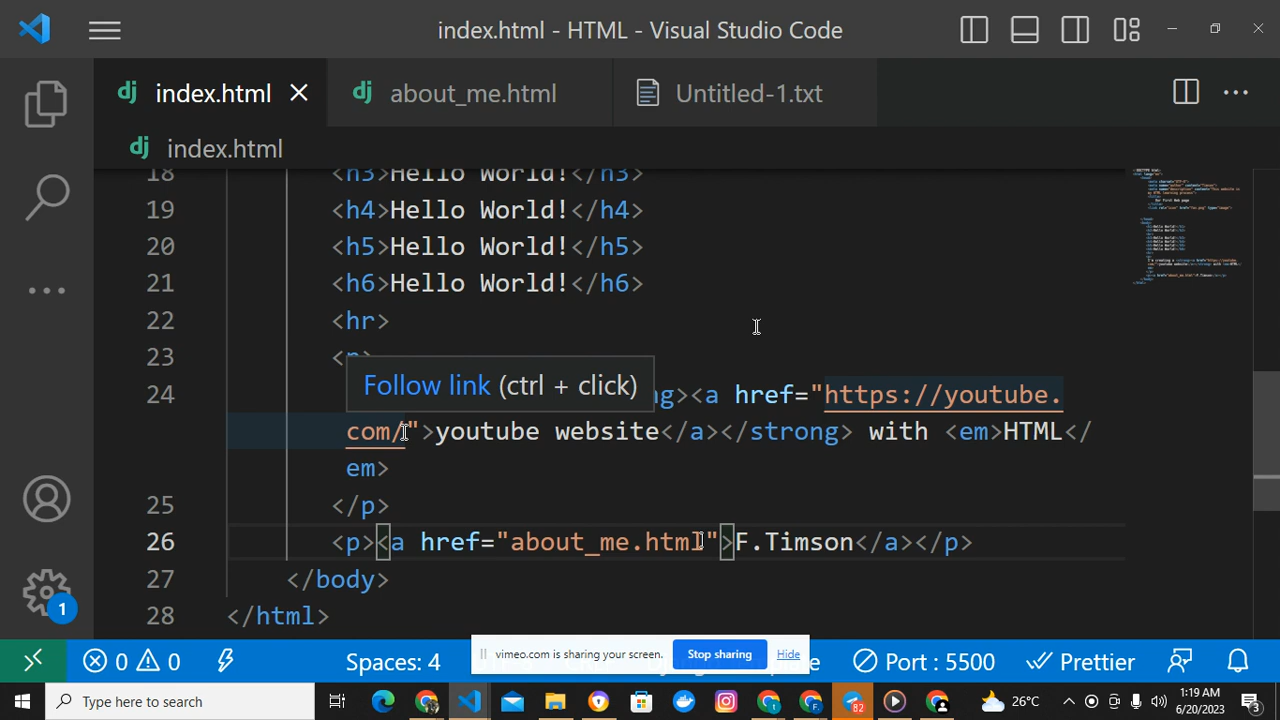 index.html - HTML - Visual Studio Code
index.html
about_me.html
Untitled-1.txt
index.html
18 <h3>Hello World!</h3>
19 <h4>Hello World!</h4>
20 <h5>Hello World!</h5>
21 <h6>Hello World!</h6>
22 <hr>
23
Follow link (ctrl + click)
24 ng><a href="https://youtube.
com/">youtube website</a></strong> with <em>HTML</
em>
25 </p>
26 <p><a href="about_me.html">F.Timson</a></p>
27 </body>
28 </html>
1
0 0
Spaces: 4
Port : 5500
Prettier
vimeo.com is sharing your screen.
Stop sharing
Hide
Type here to search
82
26°C
1:19 AM
6/20/2023
3